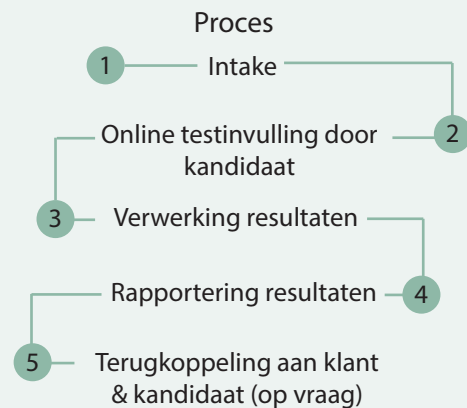 Proces
1 Intake
2
Online testinvulling door
kandidaat
3 Verwerking resultaten
Rapportering resultaten 4
5 Terugkoppeling aan klant
& kandidaat (op vraag)